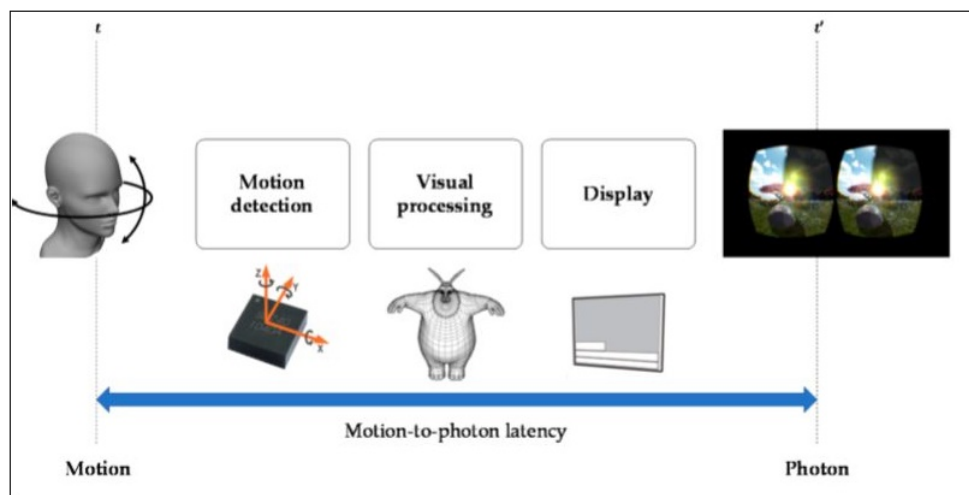 t
t'
Motion
detection
Visual
processing
Display
Z
Y
X
Motion-to-photon latency
Motion
Photon